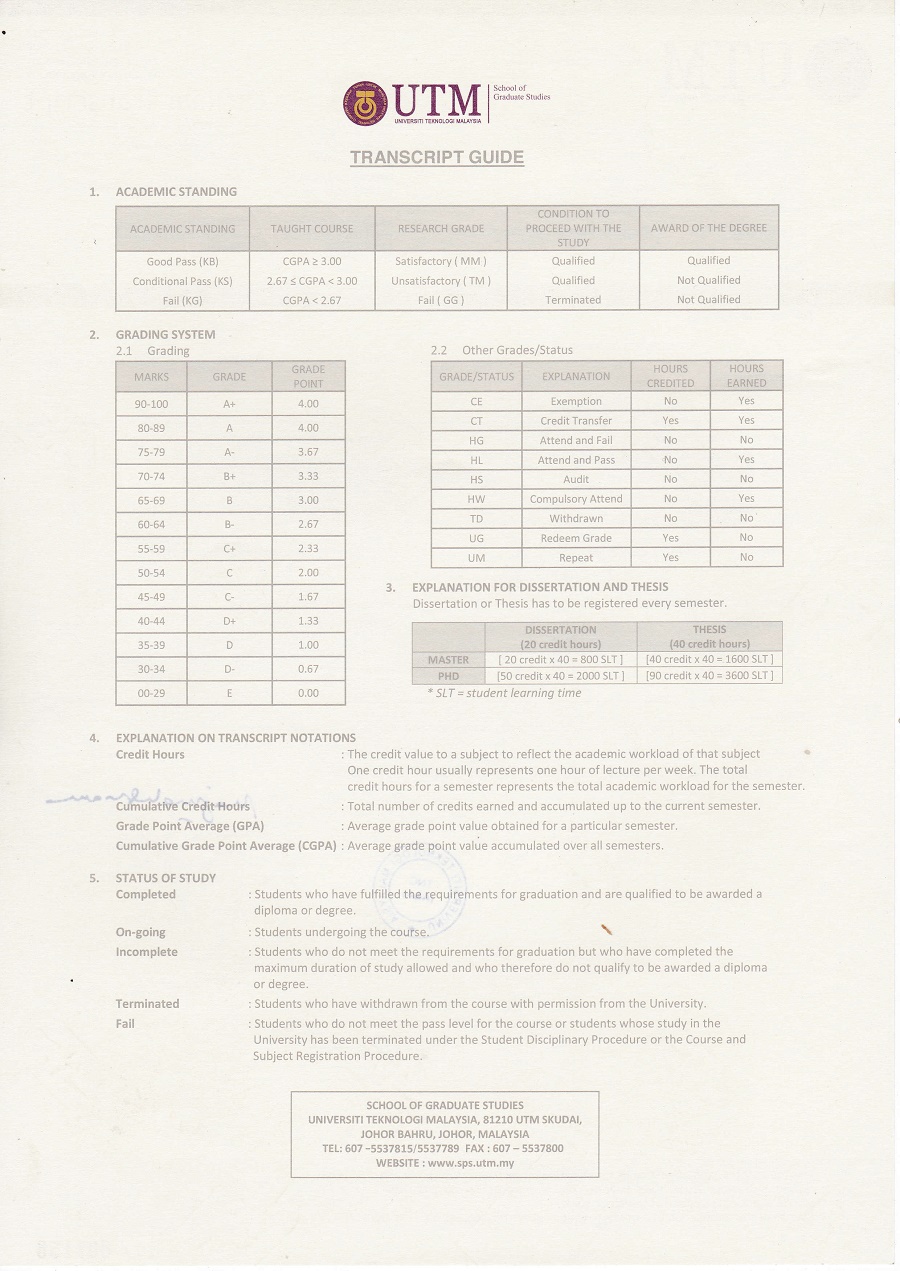 UTM
UNIVERSITI TEKNOLOGI MALAYSIA
School of
Graduate Studies
TRANSCRIPT GUIDE
1. ACADEMIC STANDING
ACADEMIC STANDING TAUGHT COURSE RESEARCH GRADE CONDITION TO PROCEED WITH THE STUDY AWARD OF THE DEGREE
Good Pass (KB) CGPA ≥ 3.00 Satisfactory ( MM ) Qualified Qualified
Conditional Pass (KS) 2.67 ≤ CGPA < 3.00 Unsatisfactory ( TM ) Qualified Not Qualified
Fail (KG) CGPA < 2.67 Fail ( GG ) Terminated Not Qualified
2. GRADING SYSTEM
2.1 Grading
MARKS GRADE GRADE POINT
90-100 A+ 4.00
80-89 A 4.00
75-79 A- 3.67
70-74 B+ 3.33
65-69 B 3.00
60-64 B- 2.67
55-59 C+ 2.33
50-54 C 2.00
45-49 C- 1.67
40-44 D+ 1.33
35-39 D 1.00
30-34 D- 0.67
00-29 E 0.00
2.2 Other Grades/Status
GRADE/STATUS EXPLANATION HOURS CREDITED HOURS EARNED
CE Exemption No Yes
CT Credit Transfer Yes Yes
HG Attend and Fail No No
HL Attend and Pass No Yes
HS Audit No No
HW Compulsory Attend No Yes
TD Withdrawn No No
UG Redeem Grade Yes No
UM Repeat Yes No
3. EXPLANATION FOR DISSERTATION AND THESIS
Dissertation or Thesis has to be registered every semester.
DISSERTATION (20 credit hours) THESIS (40 credit hours)
MASTER [ 20 credit x 40 = 800 SLT ] [40 credit x 40 = 1600 SLT ]
PHD [50 credit x 40 = 2000 SLT ] [90 credit x 40 = 3600 SLT ]
* SLT = student learning time
4. EXPLANATION ON TRANSCRIPT NOTATIONS
Credit Hours : The credit value to a subject to reflect the academic workload of that subject
One credit hour usually represents one hour of lecture per week. The total
credit hours for a semester represents the total academic workload for the semester.
Cumulative Credit Hours : Total number of credits earned and accumulated up to the current semester.
Grade Point Average (GPA) : Average grade point value obtained for a particular semester.
Cumulative Grade Point Average (CGPA) : Average grade point value accumulated over all semesters.
5. STATUS OF STUDY
Completed : Students who have fulfilled the requirements for graduation and are qualified to be awarded a
diploma or degree.
On-going : Students undergoing the course.
Incomplete : Students who do not meet the requirements for graduation but who have completed the
maximum duration of study allowed and who therefore do not qualify to be awarded a diploma
or degree.
Terminated : Students who have withdrawn from the course with permission from the University.
Fail : Students who do not meet the pass level for the course or students whose study in the
University has been terminated under the Student Disciplinary Procedure or the Course and
Subject Registration Procedure.
SCHOOL OF GRADUATE STUDIES
UNIVERSITI TEKNOLOGI MALAYSIA, 81210 UTM SKUDAI,
JOHOR BAHRU, JOHOR, MALAYSIA
TEL: 607 –5537815/5537789 FAX : 607 – 5537800
WEBSITE : www.sps.utm.my